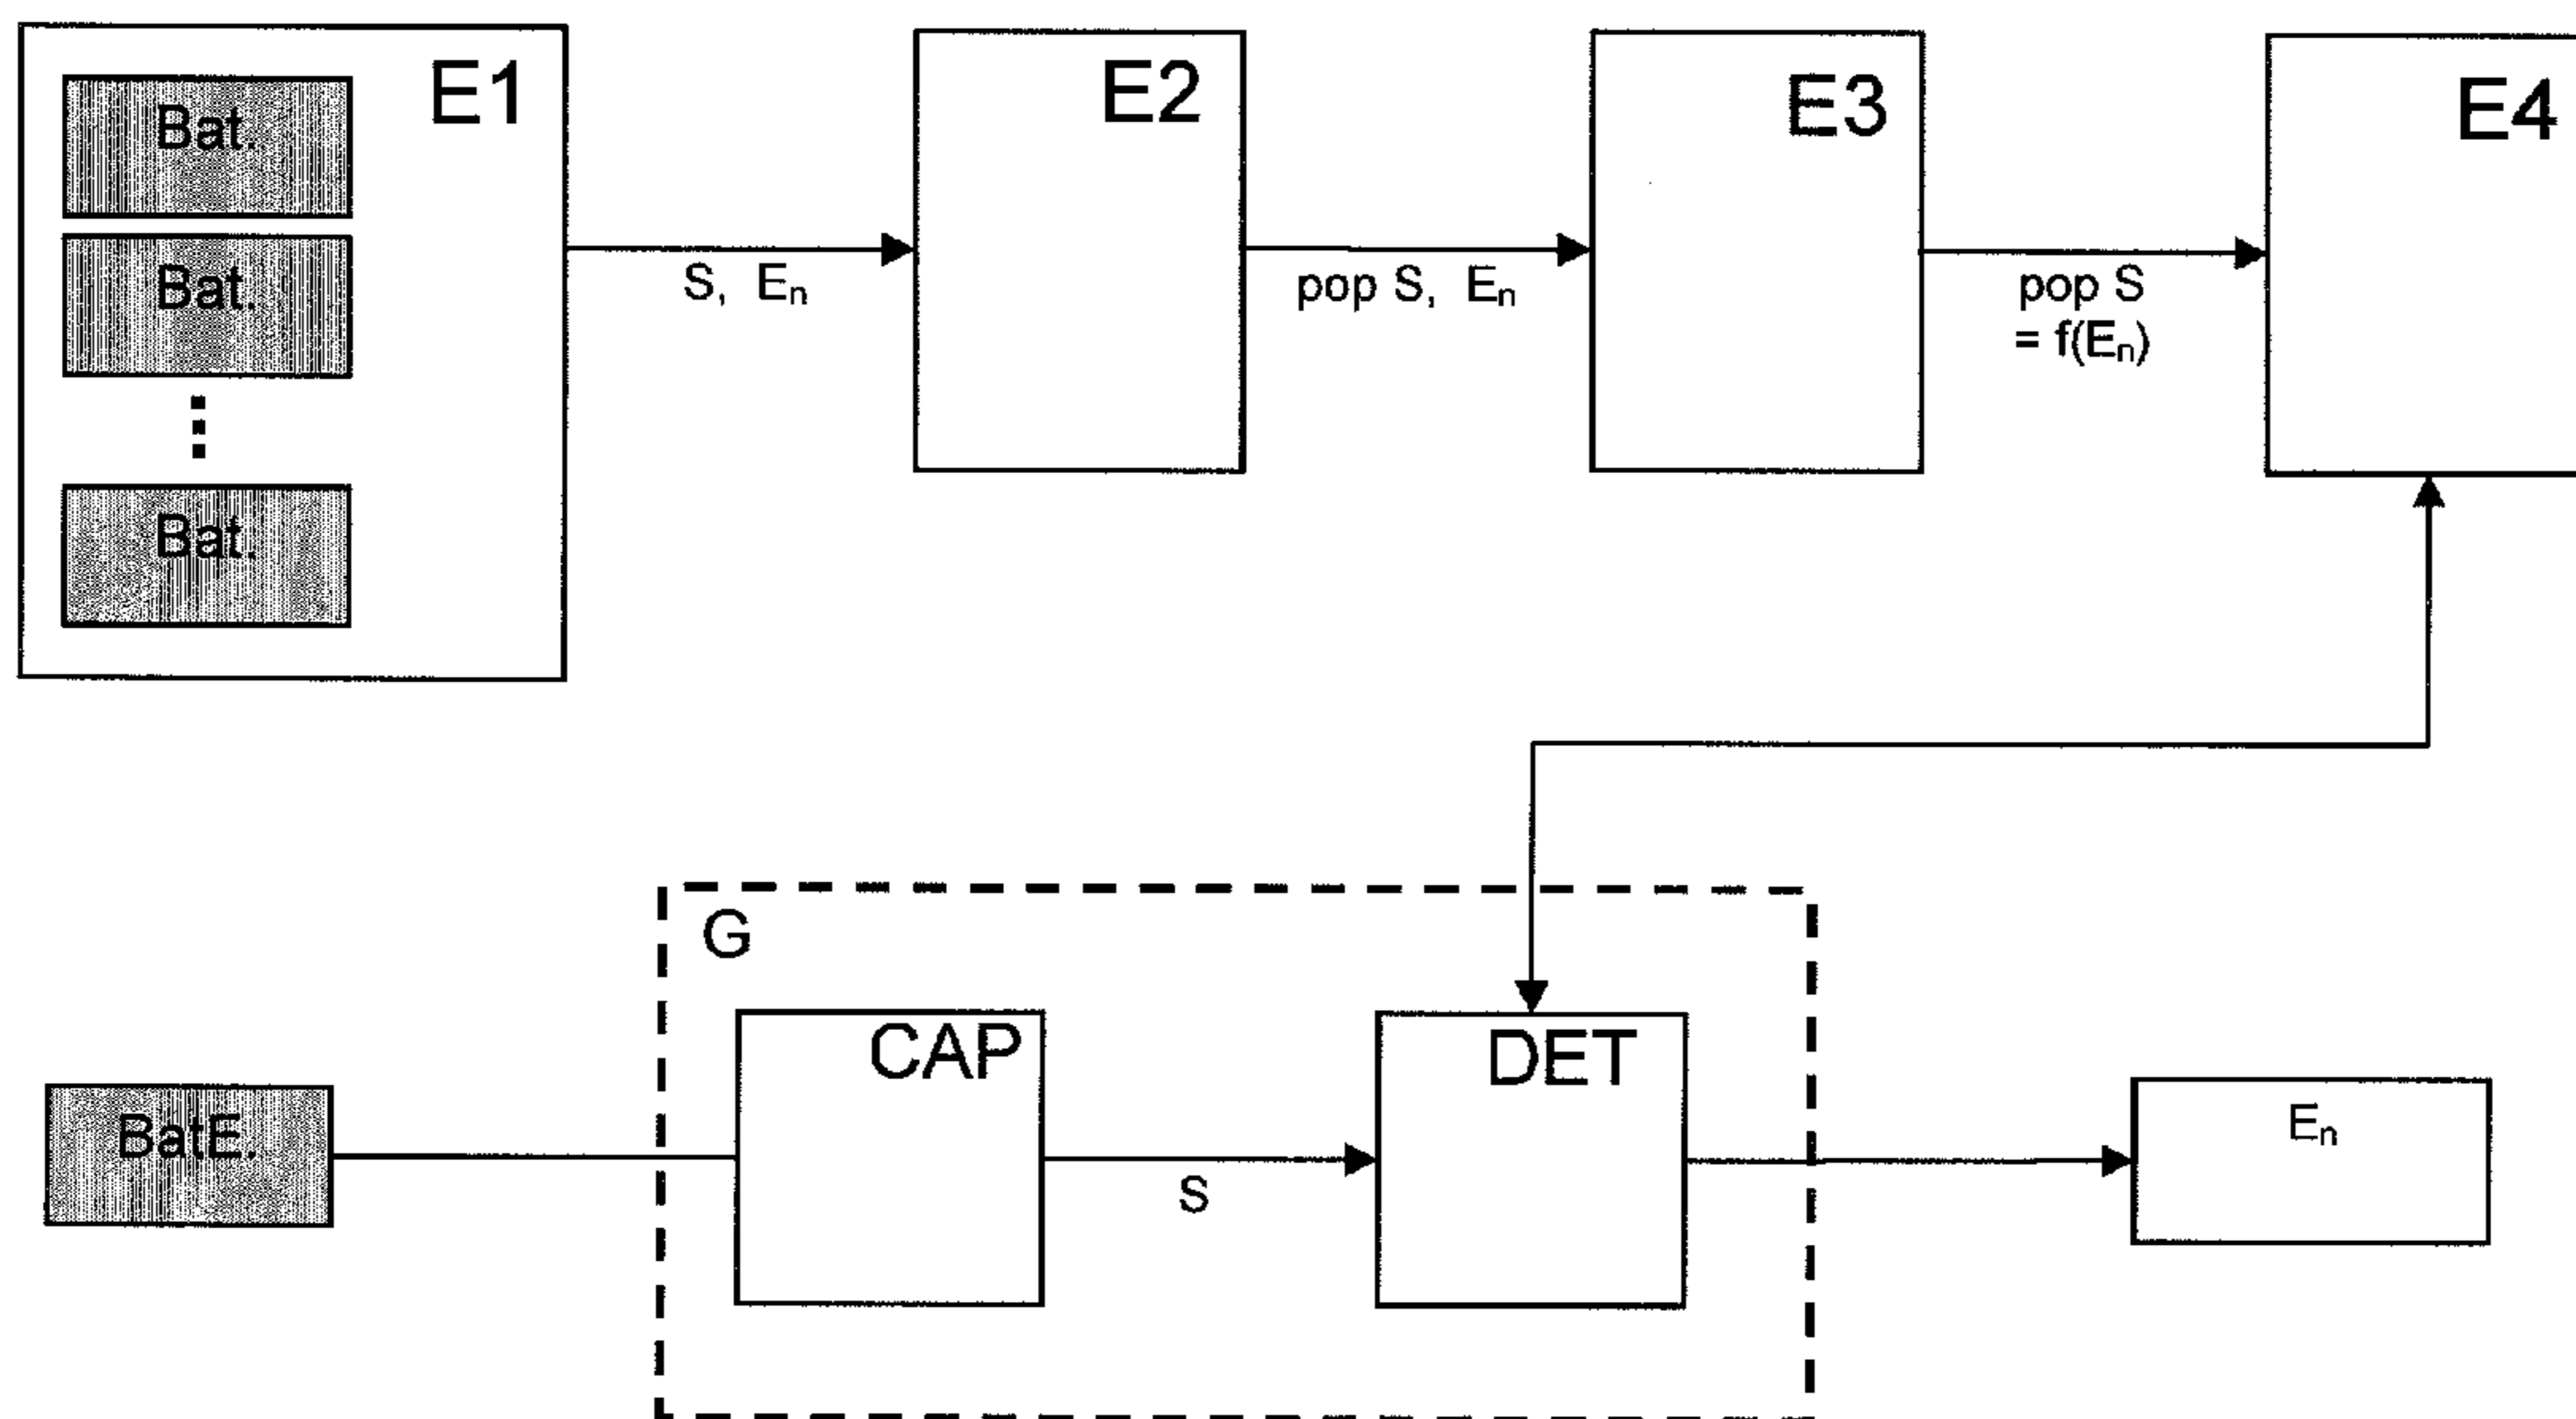 E1
Bat.
Bat.
Bat.
S, Eₙ
E2
pop S, Eₙ
E3
pop S
= f(Eₙ)
E4
G
BatE.
CAP
S
DET
Eₙ